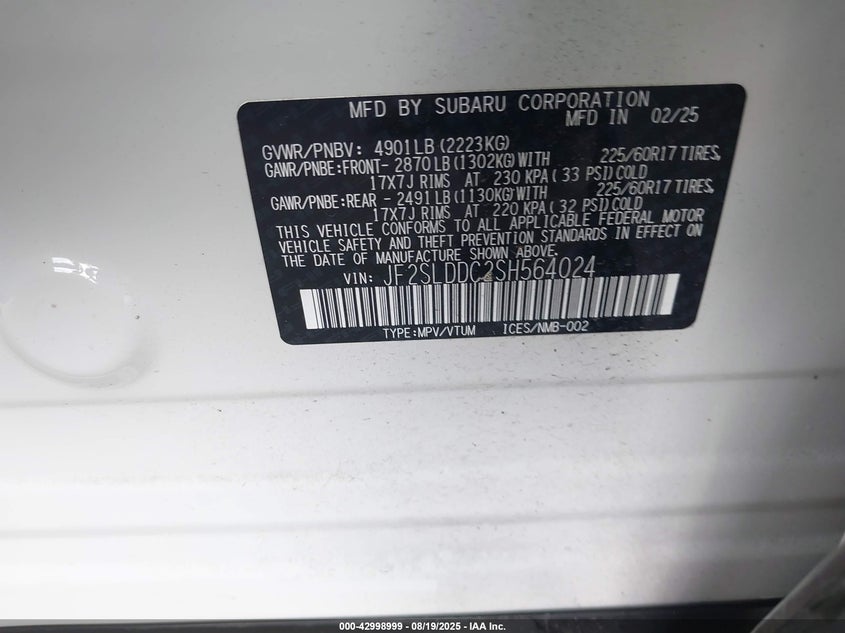 MFD BY SUBARU CORPORATION
MFD IN 02/25
GVWR/PNBV: 4901LB(2223KG)
GAWR/PNBE:FRONT- 2870LB(1302KG)WITH 225/60R17 TIRES,
17X7J RIMS AT 230 KPA( 33 PSI)COLD
GAWR/PNBE:REAR - 2491LB(1130KG)WITH 225/60R17 TIRES,
17X7J RIMS AT 220 KPA( 32 PSI)COLD
THIS VEHICLE CONFORMS TO ALL APPLICABLE FEDERAL MOTOR
VEHICLE SAFETY AND THEFT PREVENTION STANDARDS IN EFFECT ON
THE DATE OF MANUFACTURE SHOWN ABOVE.
VIN: JF2SLDDC2SH564024
TYPE:MPV/VTUM ICES/NMB-002
000-42998999 - 08/19/2025 - IAA Inc.